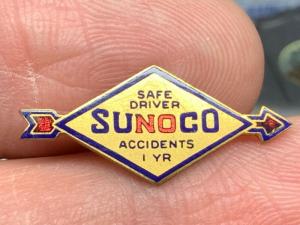 SAFE
DRIVER
SUNOCO
ACCIDENTS
1 YR